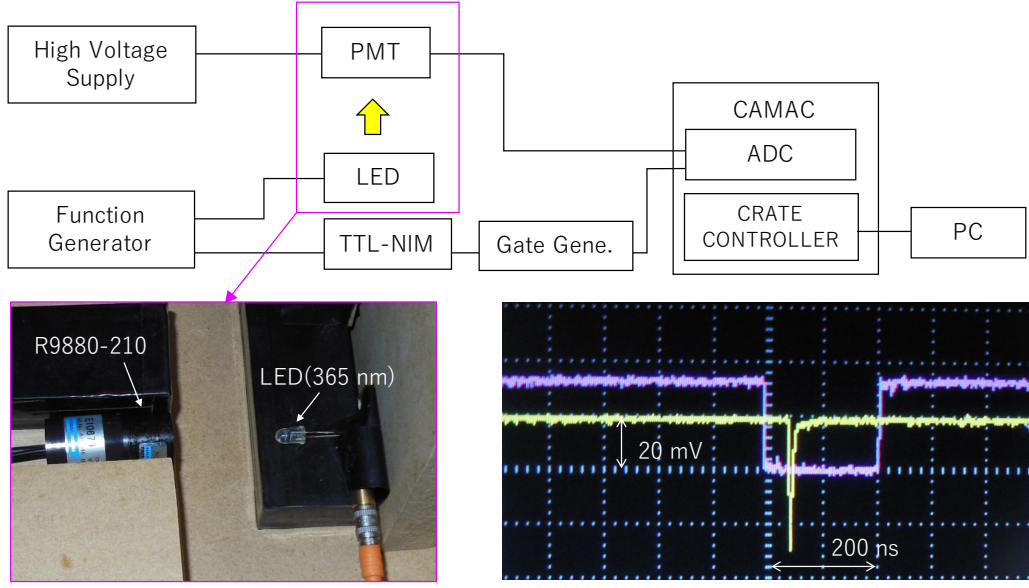 High Voltage
Supply
PMT
LED
Function
Generator
TTL-NIM
Gate Gene.
CAMAC
ADC
CRATE
CONTROLLER
PC
R9880-210
LED(365 nm)
20 mV
200 ns